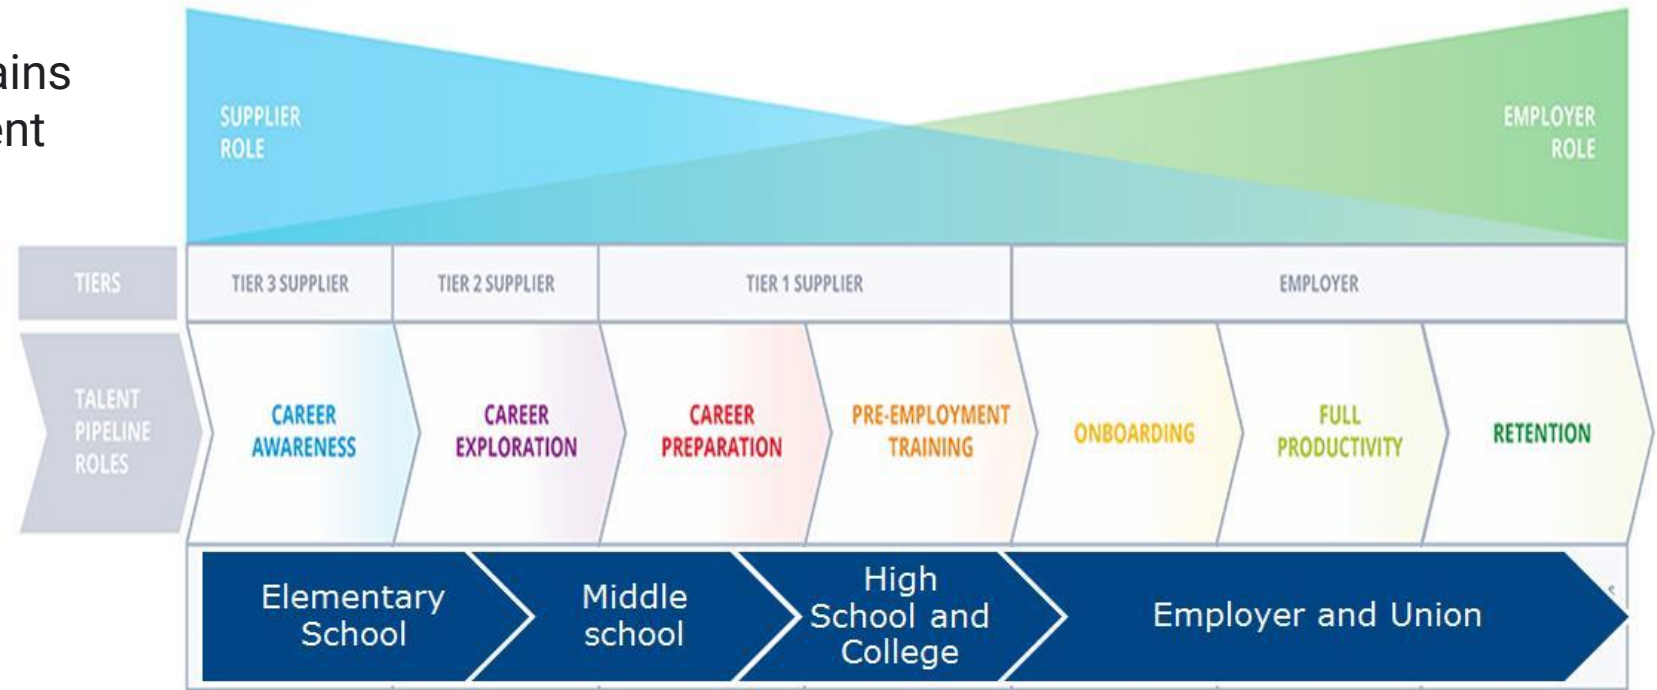 ains
ent
SUPPLIER
ROLE
EMPLOYER
ROLE
TIERS
TIER 3 SUPPLIER
TIER 2 SUPPLIER
TIER 1 SUPPLIER
EMPLOYER
TALENT
PIPELINE
ROLES
CAREER
AWARENESS
CAREER
EXPLORATION
CAREER
PREPARATION
PRE-EMPLOYMENT
TRAINING
ONBOARDING
FULL
PRODUCTIVITY
RETENTION
Elementary
School
Middle
school
High
School and
College
Employer and Union